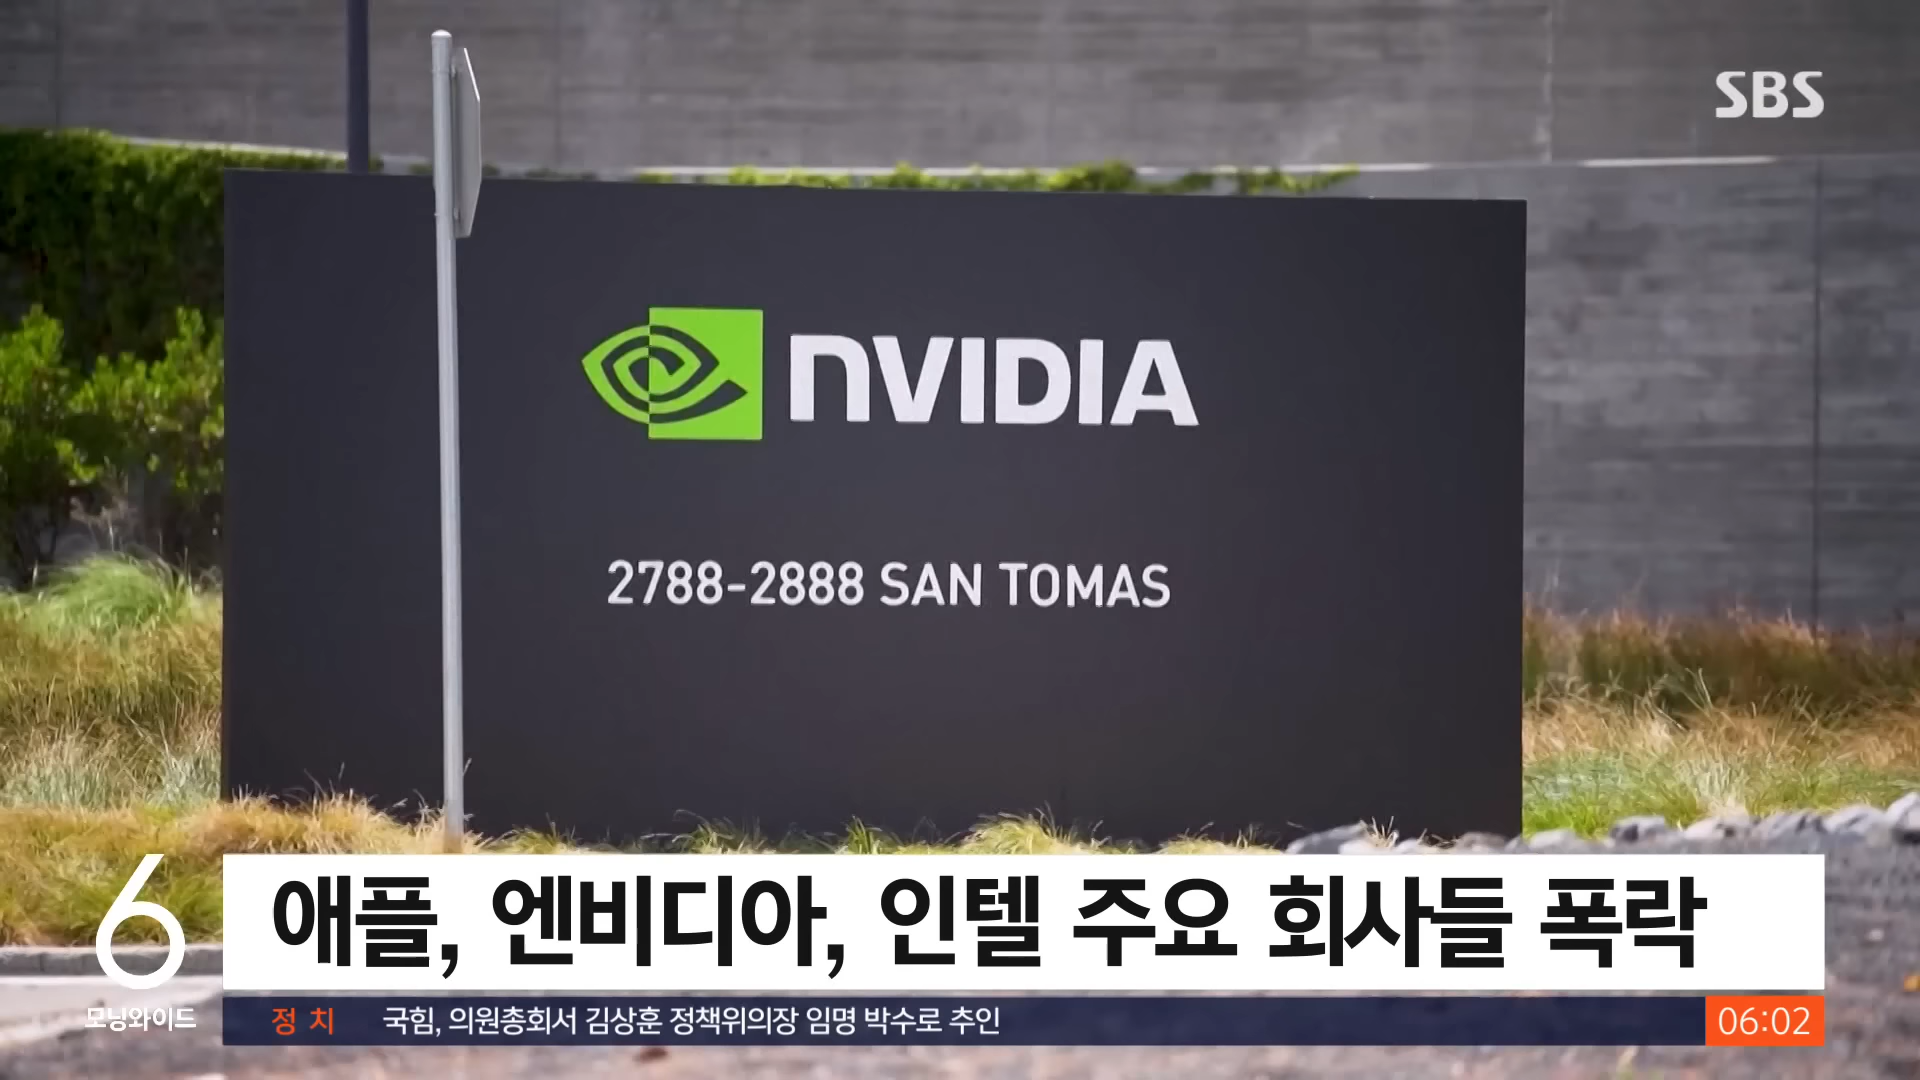 SBS
NVIDIA
2788-2888 SAN TOMAS
애플, 엔비디아, 인텔 주요 회사들 폭락
6
모닝와이드
정치 국힘, 의원총회서 김상훈 정책위의장 임명 박수로 추인 06:02